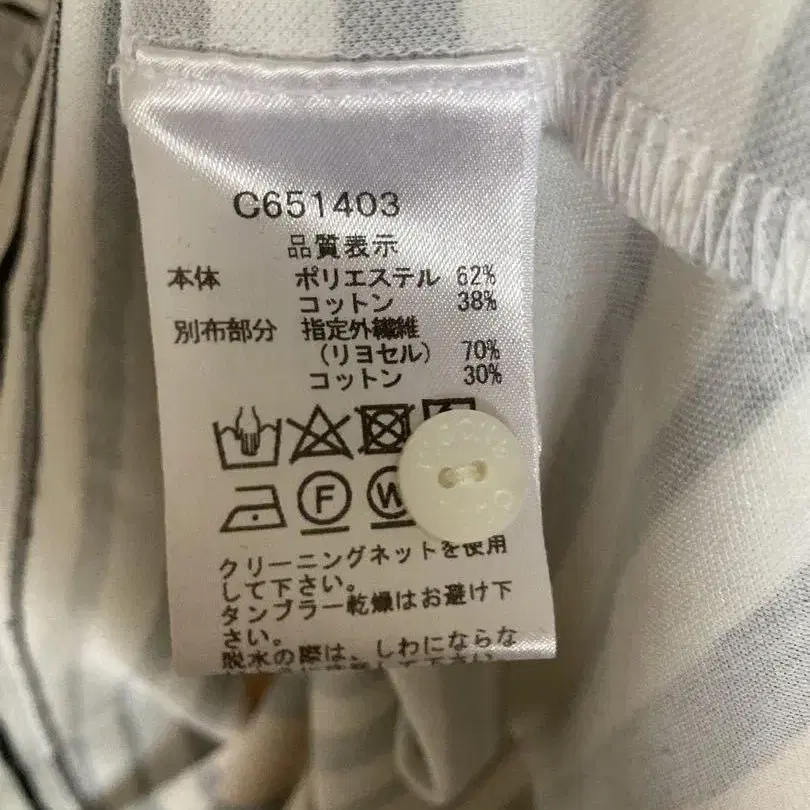 C651403
品質表示
本体 ポリエステル 62%
コットン 38%
別布部分 指定外繊維
(リヨセル) 70%
コットン 30%
F W
クリーニングネットを使用
して下さい。
タンブラー乾燥はお避け下
さい。
脱水の際は、しわにならな